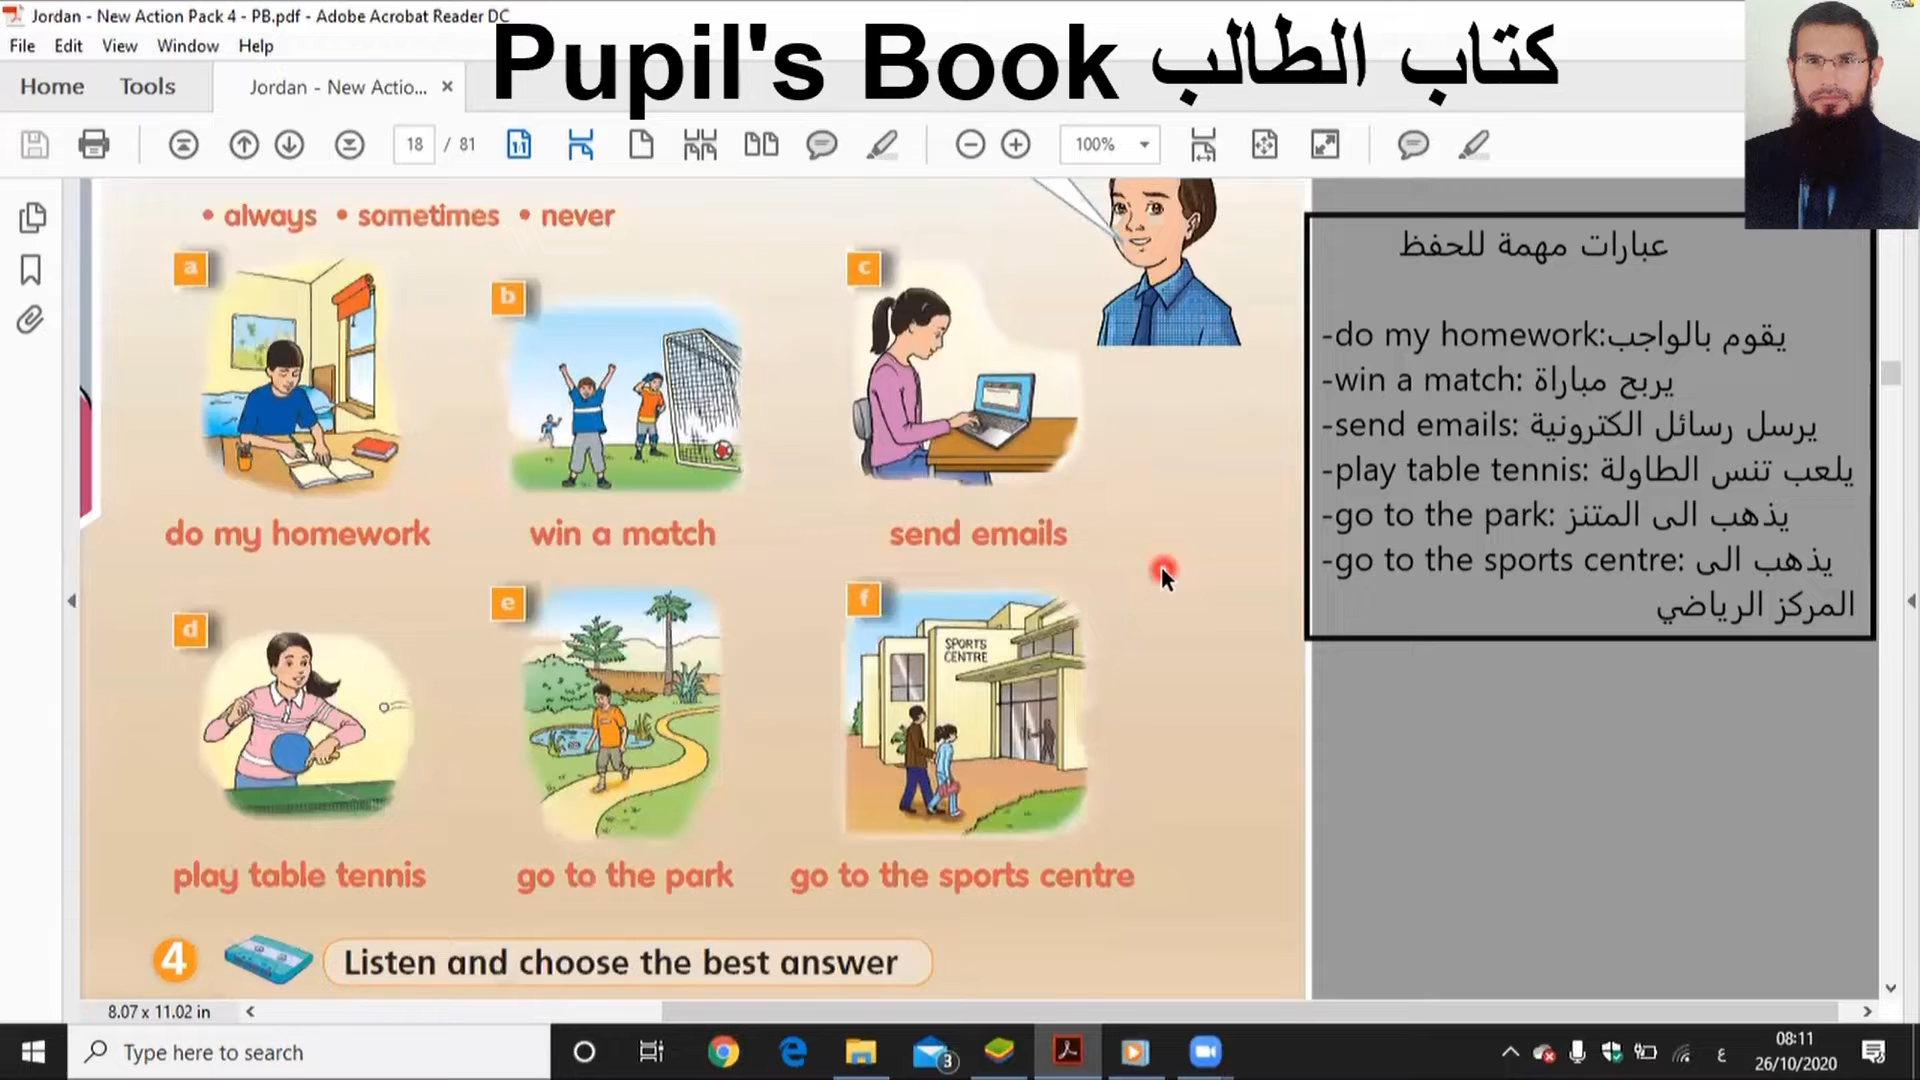 Jordan - New Action Pack 4 - PB.pdf - Adobe Acrobat Reader DC
File Edit View Window Help
Pupil's Book كتاب الطالب
Home Tools Jordan - New Actio... ×
18 / 81 100%
• always • sometimes • never
a
b
c
do my homework
win a match
send emails
d
e
f
SPORTS
CENTRE
play table tennis
go to the park
go to the sports centre
4 Listen and choose the best answer
عبارات مهمة للحفظ
-do my homework:يقوم بالواجب
-win a match: يربح مباراة
-send emails: يرسل رسائل الكترونية
-play table tennis: يلعب تنس الطاولة
-go to the park: يذهب الى المتنز
-go to the sports centre: يذهب الى
المركز الرياضي
8.07 x 11.02 in
Type here to search
3
ع
08:11
26/10/2020